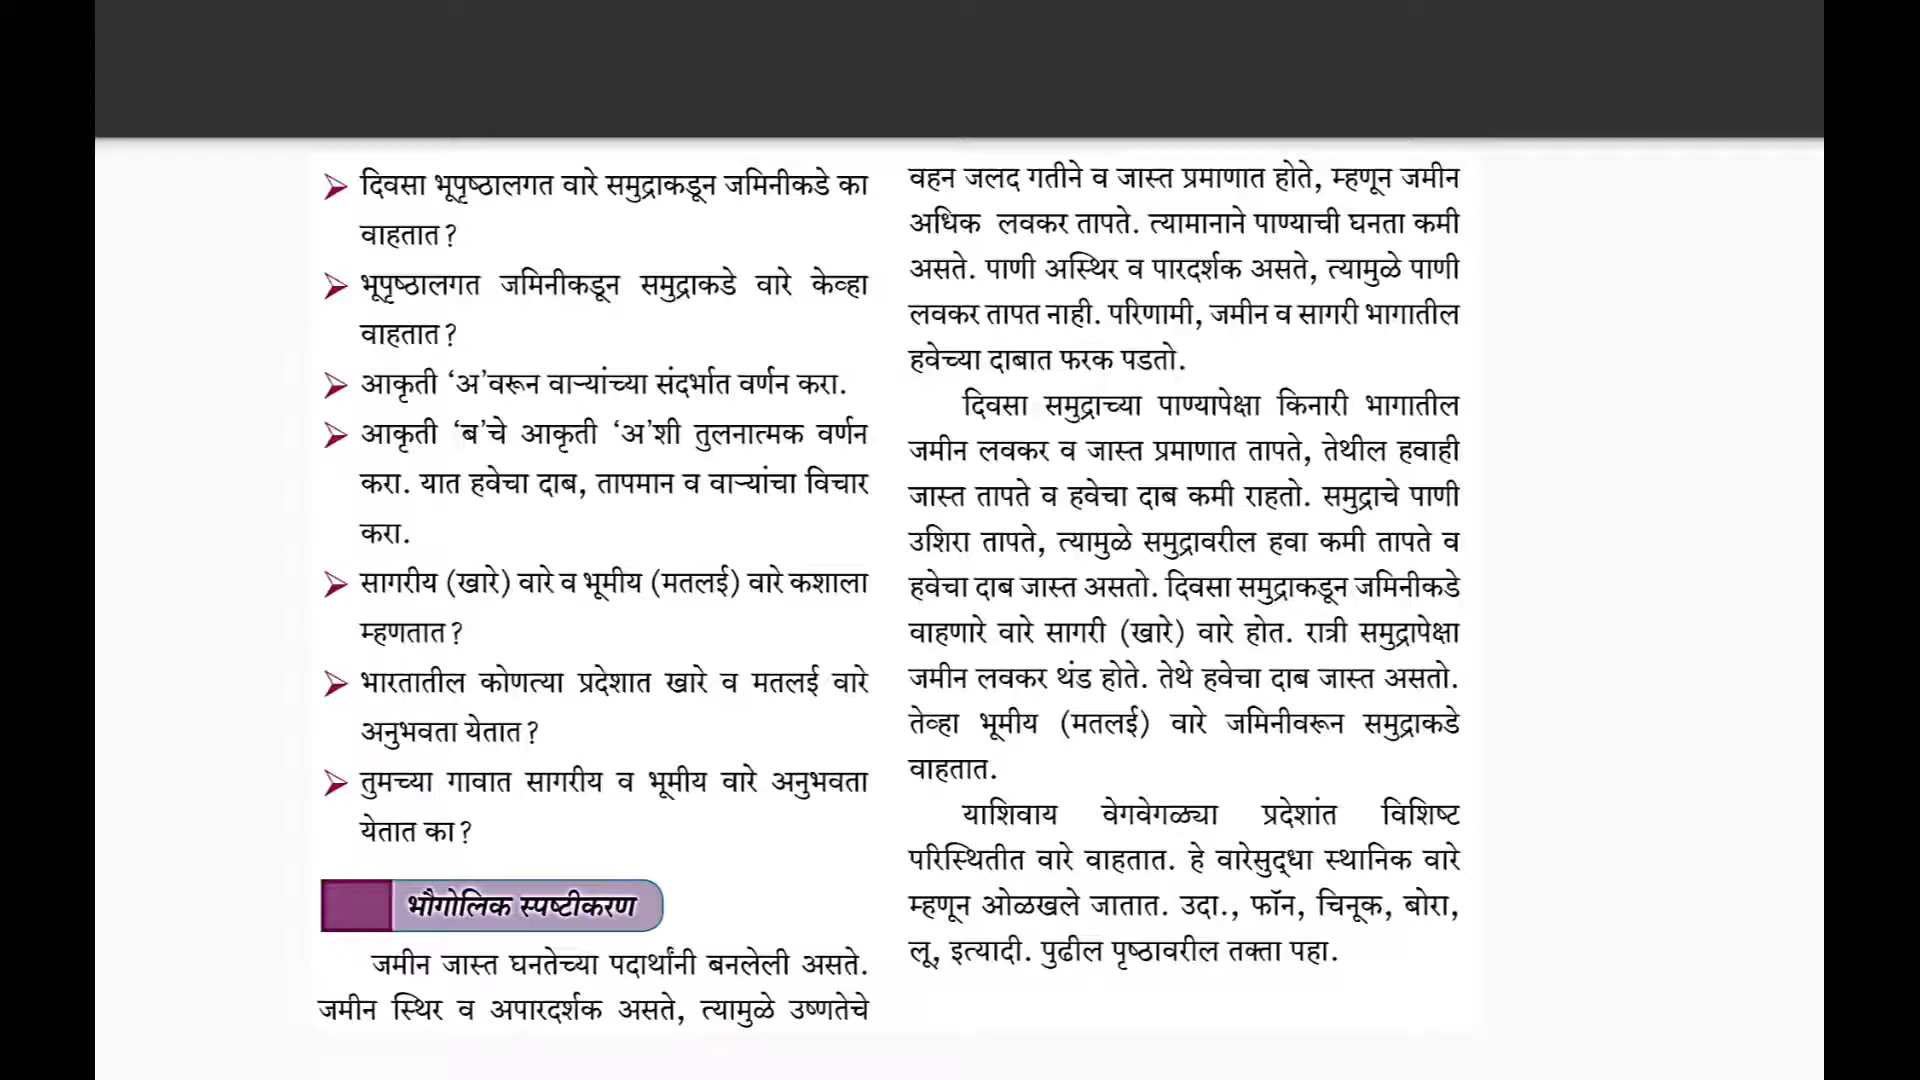 ➢ दिवसा भूपृष्ठालगत वारे समुद्राकडून जमिनीकडे का
वाहतात?
➢ भूपृष्ठालगत जमिनीकडून समुद्राकडे वारे केव्हा
वाहतात?
➢ आकृती ‘अ’वरून वाऱ्यांच्या संदर्भात वर्णन करा.
➢ आकृती ‘ब’चे आकृती ‘अ’शी तुलनात्मक वर्णन
करा. यात हवेचा दाब, तापमान व वाऱ्यांचा विचार
करा.
➢ सागरीय (खारे) वारे व भूमीय (मतलई) वारे कशाला
म्हणतात?
➢ भारतातील कोणत्या प्रदेशात खारे व मतलई वारे
अनुभवता येतात?
➢ तुमच्या गावात सागरीय व भूमीय वारे अनुभवता
येतात का?
भौगोलिक स्पष्टीकरण
जमीन जास्त घनतेच्या पदार्थांनी बनलेली असते.
जमीन स्थिर व अपारदर्शक असते, त्यामुळे उष्णतेचे
वहन जलद गतीने व जास्त प्रमाणात होते, म्हणून जमीन
अधिक लवकर तापते. त्यामानाने पाण्याची घनता कमी
असते. पाणी अस्थिर व पारदर्शक असते, त्यामुळे पाणी
लवकर तापत नाही. परिणामी, जमीन व सागरी भागातील
हवेच्या दाबात फरक पडतो.
दिवसा समुद्राच्या पाण्यापेक्षा किनारी भागातील
जमीन लवकर व जास्त प्रमाणात तापते, तेथील हवाही
जास्त तापते व हवेचा दाब कमी राहतो. समुद्राचे पाणी
उशिरा तापते, त्यामुळे समुद्रावरील हवा कमी तापते व
हवेचा दाब जास्त असतो. दिवसा समुद्राकडून जमिनीकडे
वाहणारे वारे सागरी (खारे) वारे होत. रात्री समुद्रापेक्षा
जमीन लवकर थंड होते. तेथे हवेचा दाब जास्त असतो.
तेव्हा भूमीय (मतलई) वारे जमिनीवरून समुद्राकडे
वाहतात.
याशिवाय वेगवेगळ्या प्रदेशांत विशिष्ट
परिस्थितीत वारे वाहतात. हे वारेसुद्धा स्थानिक वारे
म्हणून ओळखले जातात. उदा., फॉन, चिनूक, बोरा,
लू, इत्यादी. पुढील पृष्ठावरील तक्ता पहा.